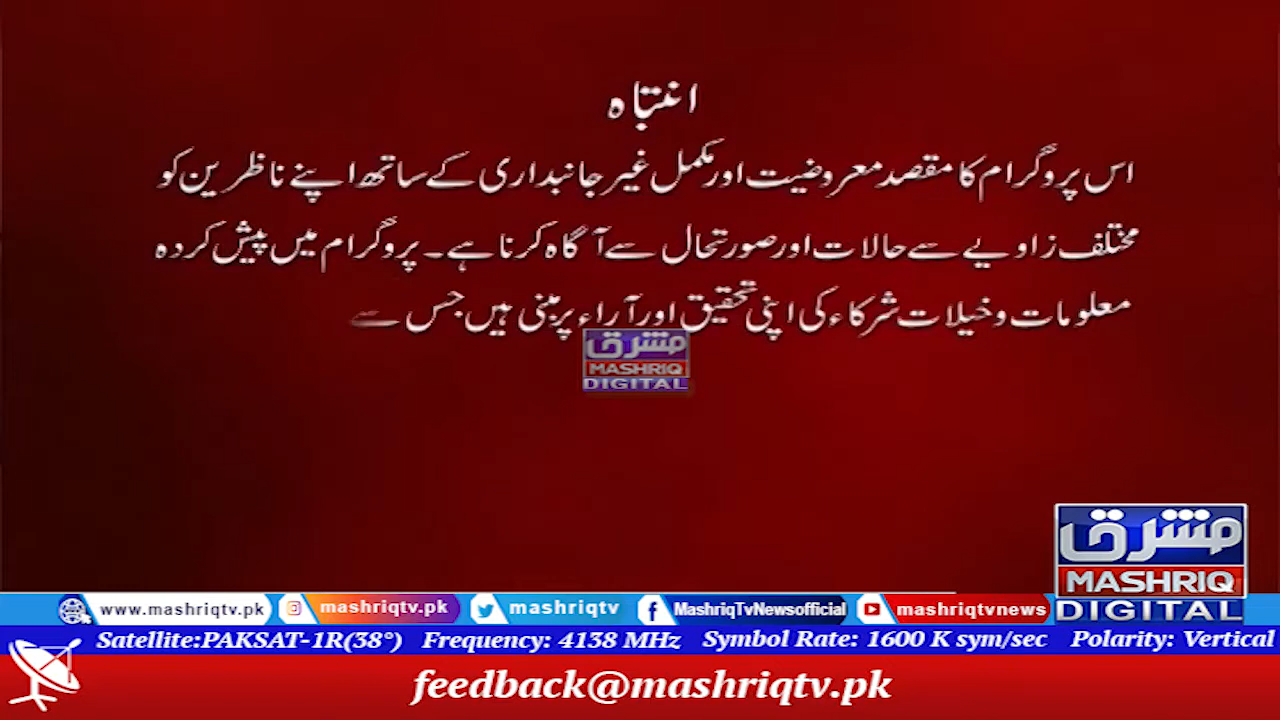 انتباہ
اس پروگرام کا مقصد معروضیت اور مکمل غیر جانبداری کے ساتھ اپنے ناظرین کو
مختلف زاویے سے حالات اور صورتحال سے آگاہ کرنا ہے۔ پروگرام میں پیش کردہ
معلومات و خیلات شرکاء کی اپنی تحقیق اور آراء پر مبنی ہیں جس سے
مشرق
MASHRIQ
DIGITAL
مشرق
MASHRIQ
DIGITAL
www.mashriqtv.pk mashriqtv.pk mashriqtv MashriqTvNewsofficial mashriqtvnews
Satellite:PAKSAT-1R(38°) Frequency: 4138 MHz Symbol Rate: 1600 K sym/sec Polarity: Vertical
feedback@mashriqtv.pk